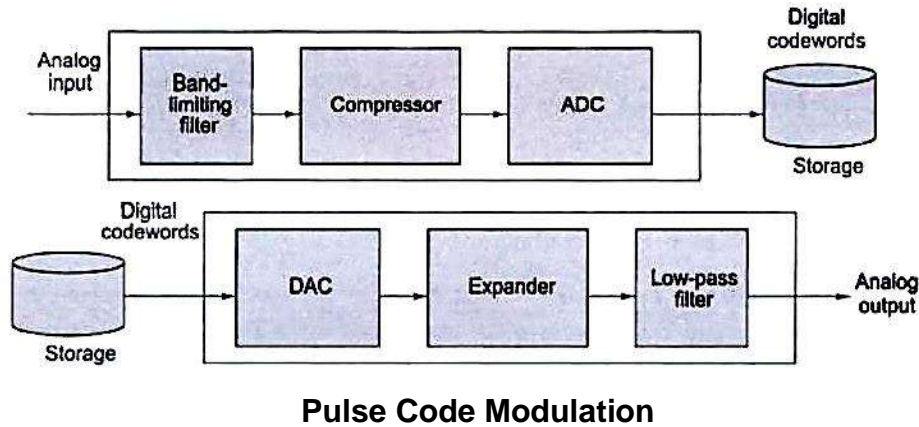 Analog
input
Band-
limiting
filter
Compressor
ADC
Digital
codewords
Storage
Storage
Digital
codewords
DAC
Expander
Low-pass
filter
Analog
output
Pulse Code Modulation